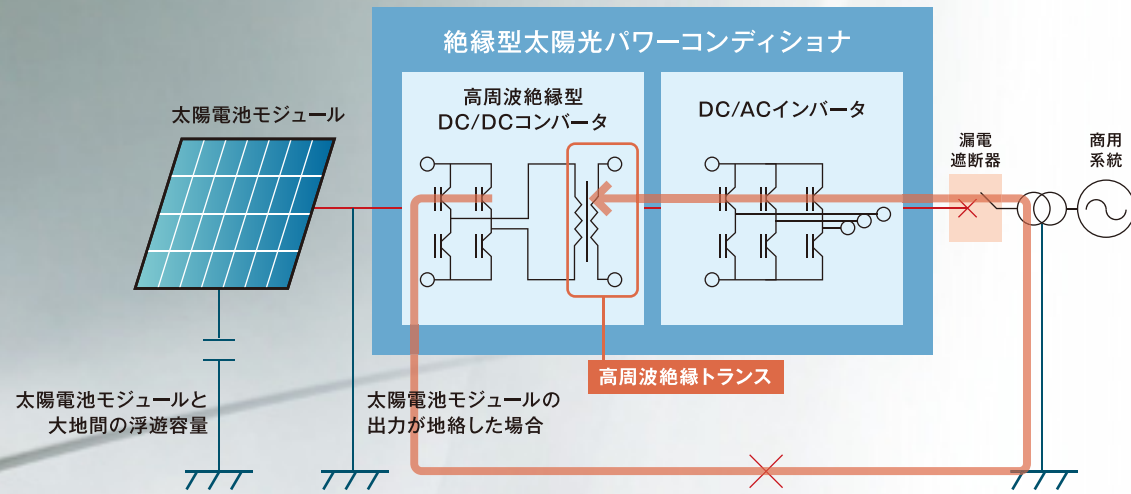 絶縁型太陽光パワーコンディショナ
太陽電池モジュール
高周波絶縁型
DC/DCコンバータ
DC/ACインバータ
漏電
遮断器
商用
系統
高周波絶縁トランス
太陽電池モジュールと
大地間の浮遊容量
太陽電池モジュールの
出力が地絡した場合